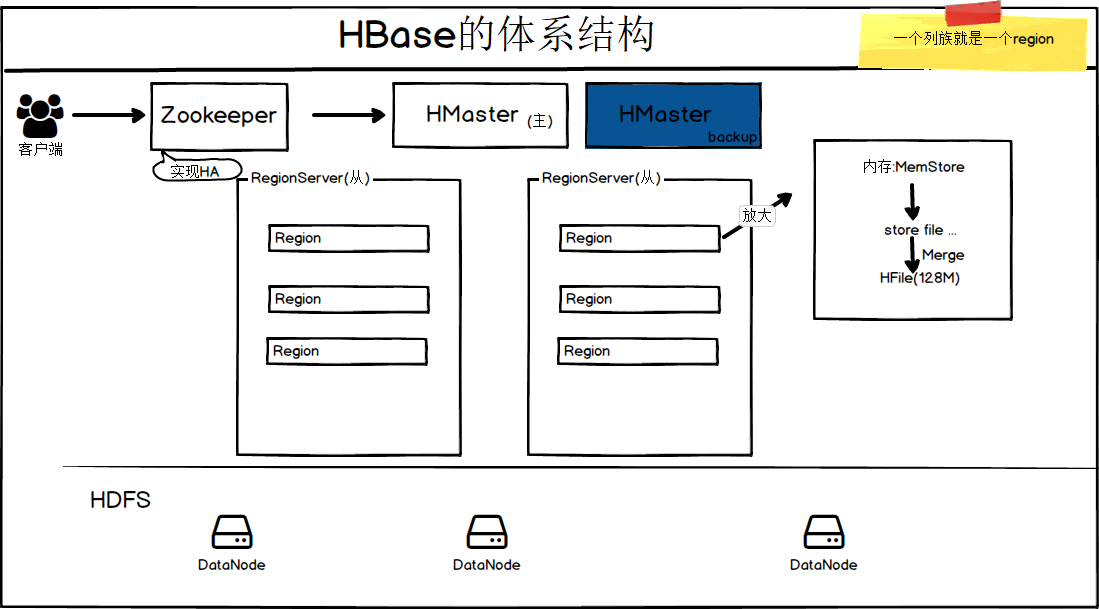 HBase的体系结构
一个列族就是一个region
客户端
Zookeeper
实现HA
HMaster (主)
HMaster
backup
RegionServer(从)
Region
Region
Region
RegionServer(从)
Region
Region
Region
放大
内存:MemStore
store file ...
Merge
HFile(128M)
HDFS
DataNode
DataNode
DataNode